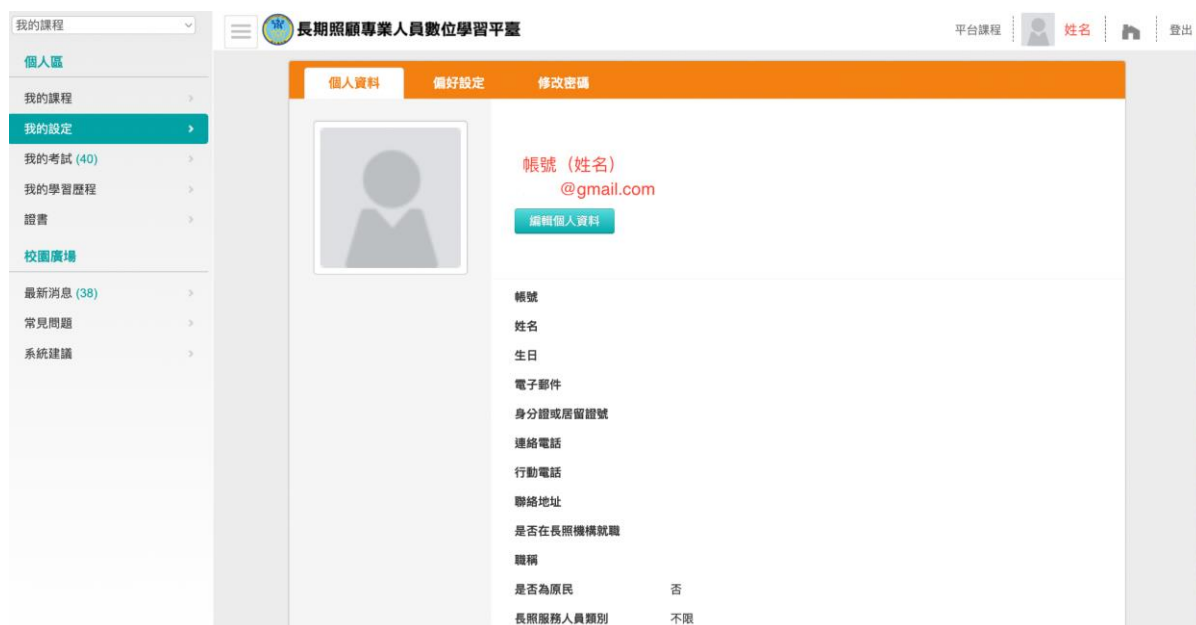 我的課程
長期照顧專業人員數位學習平臺
平台課程
姓名
登出
個人區
我的課程
我的設定
我的考試 (40)
我的學習歷程
證書
校園廣場
最新消息 (38)
常見問題
系統建議
個人資料 偏好設定 修改密碼
帳號（姓名）
@gmail.com
編輯個人資料
帳號
姓名
生日
電子郵件
身分證或居留證號
連絡電話
行動電話
聯絡地址
是否在長照機構就職
職稱
是否為原民 否
長照服務人員類別 不限